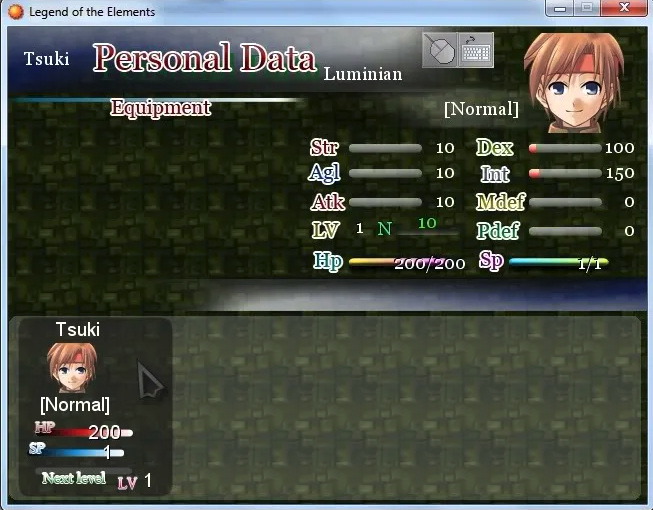 Legend of the Elements
Tsuki Personal Data Luminian
Equipment [Normal]
Str 10 Dex 100
Agl 10 Int 150
Atk 10 Mdef 0
LV 1 N 10 Pdef 0
Hp 200/200 Sp 1/1
Tsuki
[Normal]
HP 200
SP 1
Next level LV 1